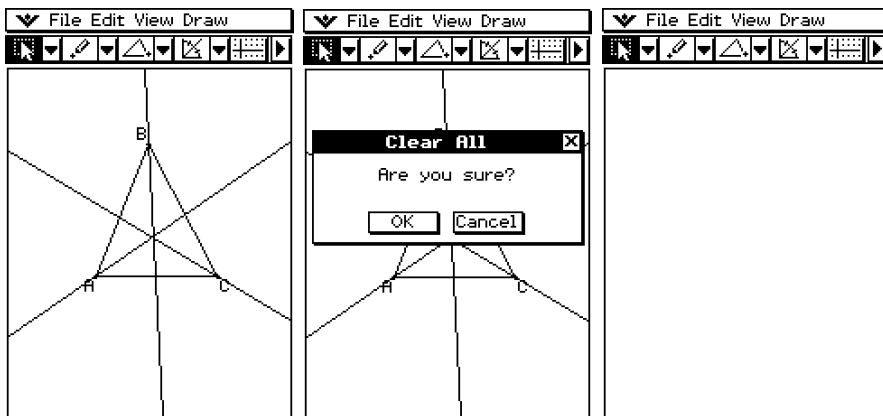 File Edit View Draw
B
A
C
File Edit View Draw
Clear All
Are you sure?
OK Cancel
A
C
File Edit View Draw